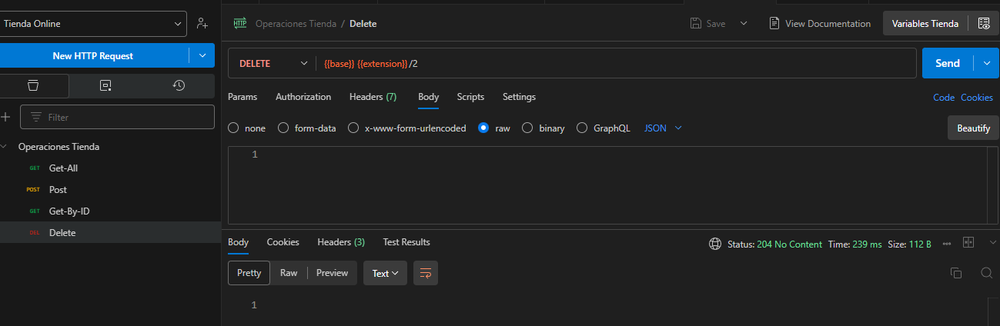 Tienda Online
New HTTP Request
Filter
Operaciones Tienda
GET Get-All
POST Post
GET Get-By-ID
DEL Delete
HTTP Operaciones Tienda / Delete
Save
View Documentation
Variables Tienda
DELETE
{{base}} {{extension}}/2
Send
Params Authorization Headers (7) Body Scripts Settings
Code Cookies
none form-data x-www-form-urlencoded raw binary GraphQL JSON
Beautify
1
Body Cookies Headers (3) Test Results
Status: 204 No Content Time: 239 ms Size: 112 B
Pretty Raw Preview Text
1